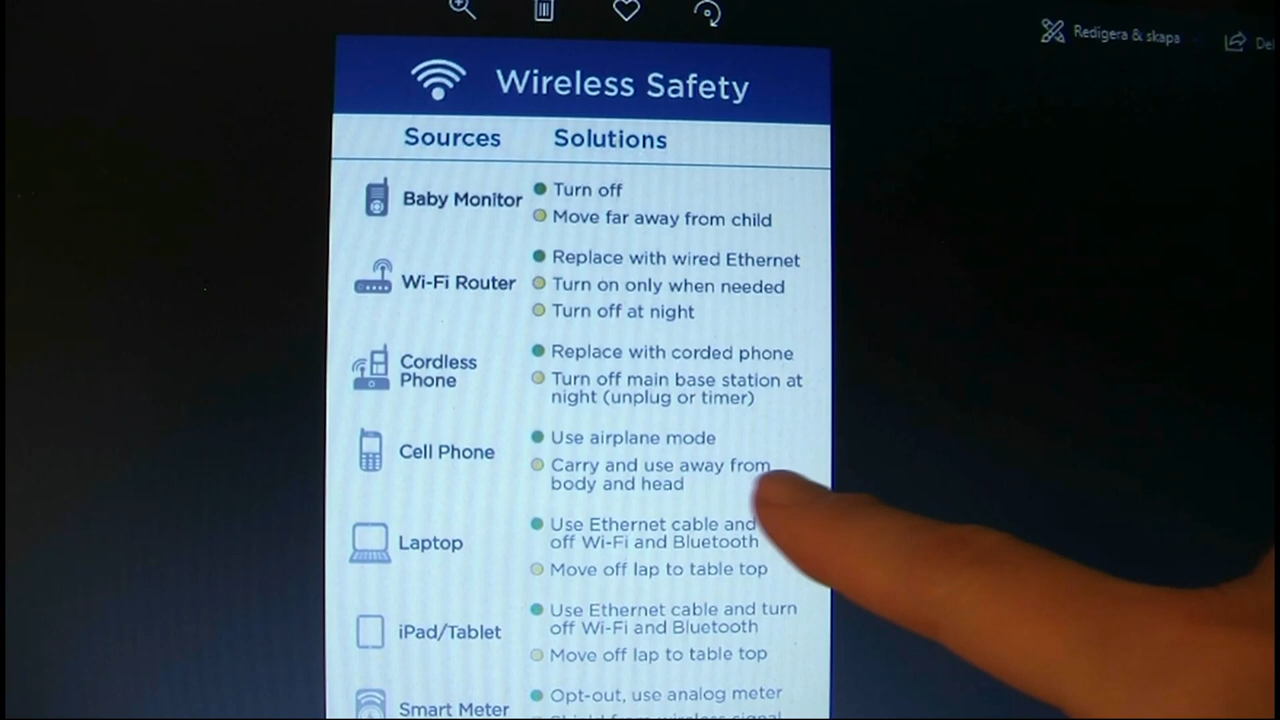 Redigera & skapa
Del
Wireless Safety
Sources Solutions
Baby Monitor
Turn off
Move far away from child
Wi-Fi Router
Replace with wired Ethernet
Turn on only when needed
Turn off at night
Cordless
Phone
Replace with corded phone
Turn off main base station at
night (unplug or timer)
Cell Phone
Use airplane mode
Carry and use away from
body and head
Laptop
Use Ethernet cable and
off Wi-Fi and Bluetooth
Move off lap to table top
iPad/Tablet
Use Ethernet cable and turn
off Wi-Fi and Bluetooth
Move off lap to table top
Smart Meter
Opt-out, use analog meter